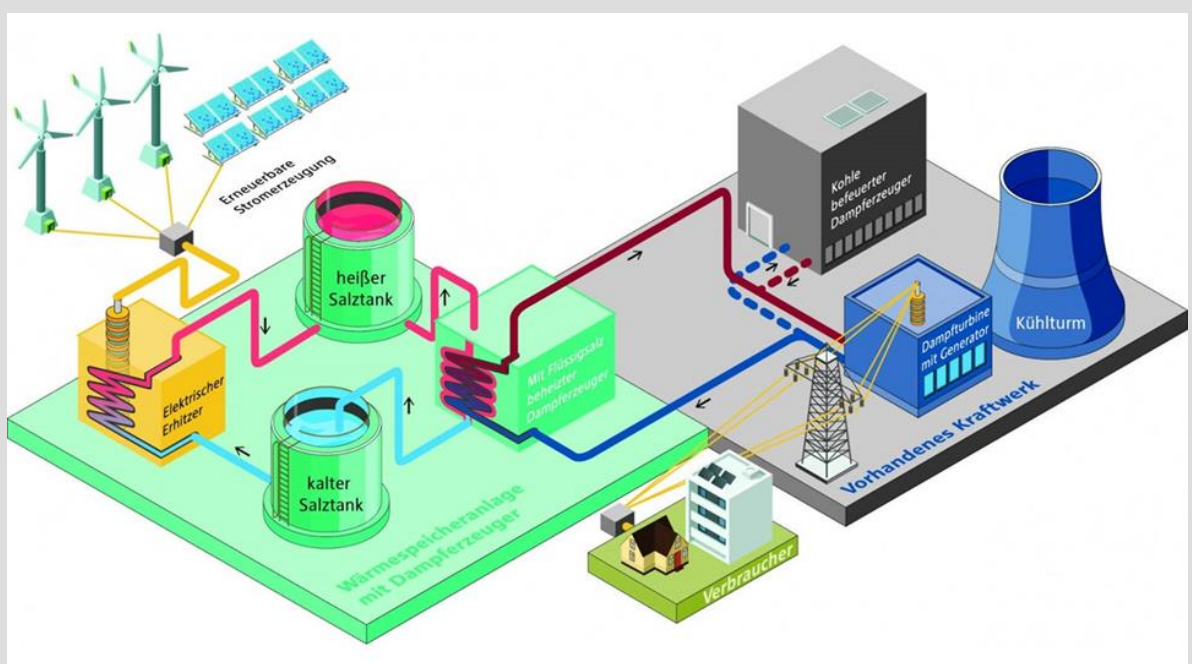 Erneuerbare
Stromerzeugung
heißer
Salztank
Elektrischer
Erhitzer
kalter
Salztank
Mit Flüssigsalz
beheizter
Dampferzeuger
Wärmespeicheranlage
mit Dampferzeuger
Kohle
befeuerter
Dampferzeuger
Kühlturm
Dampfturbine
mit Generator
Vorhandenes Kraftwerk
Verbraucher